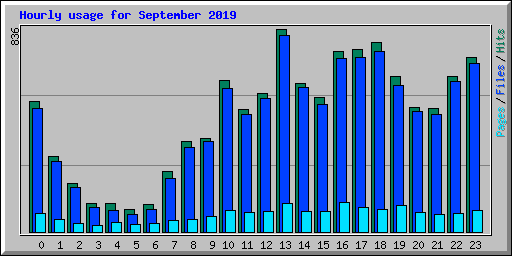 Hourly usage for September 2019
836
Pages/Files/Hits
0 1 2 3 4 5 6 7 8 9 10 11 12 13 14 15 16 17 18 19 20 21 22 23